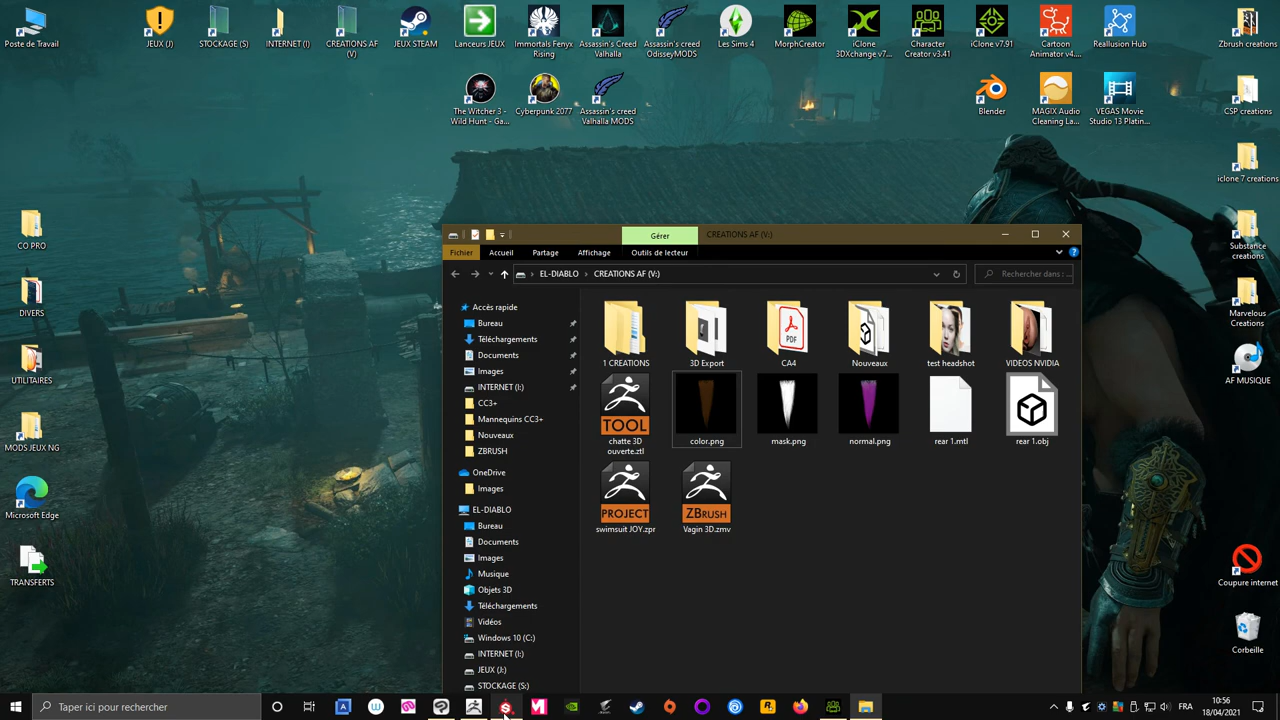 Poste de Travail
JEUX (J)
STOCKAGE (S)
INTERNET (I)
CREATIONS AF (V)
JEUX STEAM
Lanceurs JEUX
Immortals Fenyx Rising
Assassin's Creed Valhalla
Assassin's creed OdisseyMODS
Les Sims 4
MorphCreator
iClone 3DXchange v7...
Character Creator v3.41
iClone v7.91
Cartoon Animator v4....
Reallusion Hub
Zbrush creations
The Witcher 3 - Wild Hunt - Ga...
Cyberpunk 2077
Assassin's creed Valhalla MODS
Blender
MAGIX Audio Cleaning La...
VEGAS Movie Studio 13 Platin...
CSP creations
iclone 7 creations
CO PRO
Substance creations
DIVERS
Marvelous Creations
UTILITAIRES
AF MUSIQUE
MODS JEUX NG
Microsoft Edge
TRANSFERTS
Coupure internet
Corbeille
Gérer
CREATIONS AF (V:)
Fichier
Accueil
Partage
Affichage
Outils de lecteur
EL-DIABLO
CREATIONS AF (V:)
Rechercher dans : ...
Accès rapide
Bureau
Téléchargements
Documents
Images
INTERNET (I:)
CC3+
Mannequins CC3+
Nouveaux
ZBRUSH
OneDrive
Images
EL-DIABLO
Bureau
Documents
Images
Musique
Objets 3D
Téléchargements
Vidéos
Windows 10 (C:)
INTERNET (I:)
JEUX (J:)
STOCKAGE (S:)
1 CREATIONS
3D Export
PDF
CA4
Nouveaux
test headshot
VIDEOS NVIDIA
TOOL
chatte 3D ouverte.ztl
color.png
mask.png
normal.png
rear 1.mtl
rear 1.obj
PROJECT
swimsuit JOY.zpr
ZBRUSH
Vagin 3D.zmv
Taper ici pour rechercher
10:56
FRA
18/04/2021